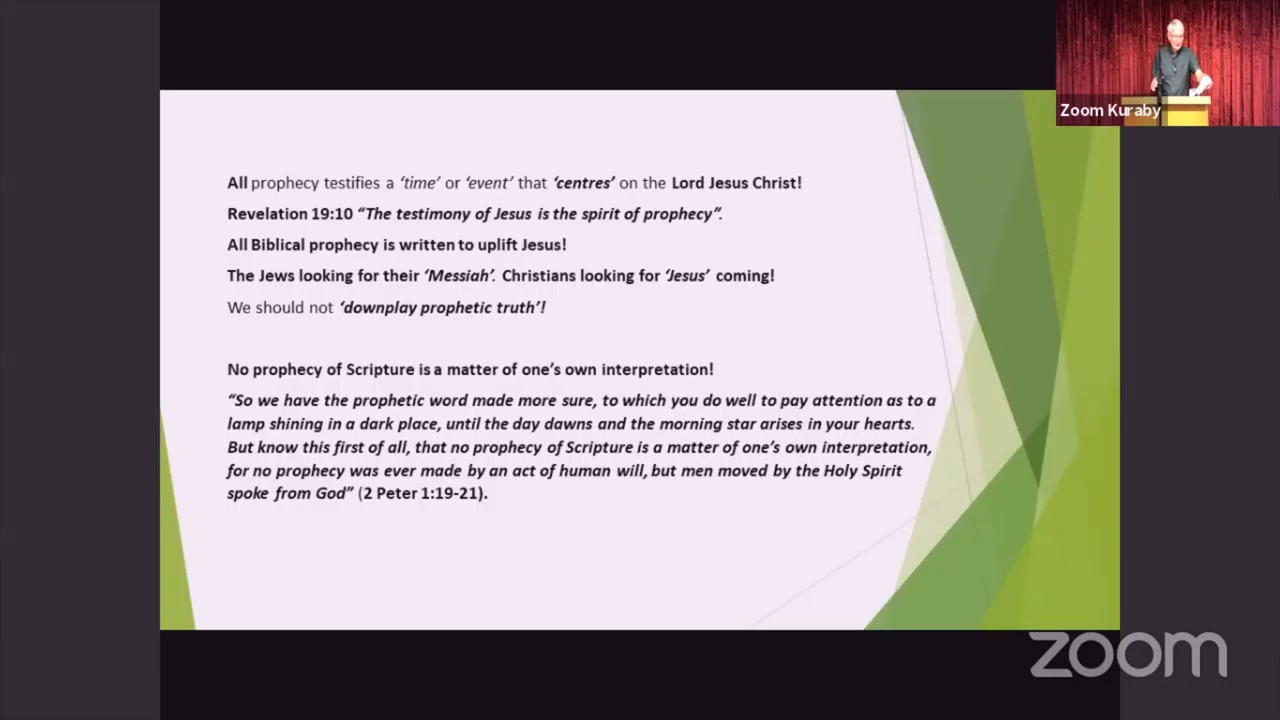 Zoom Kuraby
All prophecy testifies a ‘time’ or ‘event’ that ‘centres’ on the Lord Jesus Christ!
Revelation 19:10 “The testimony of Jesus is the spirit of prophecy”.
All Biblical prophecy is written to uplift Jesus!
The Jews looking for their ‘Messiah’. Christians looking for ‘Jesus’ coming!
We should not ‘downplay prophetic truth’!
No prophecy of Scripture is a matter of one’s own interpretation!
“So we have the prophetic word made more sure, to which you do well to pay attention as to a
lamp shining in a dark place, until the day dawns and the morning star arises in your hearts.
But know this first of all, that no prophecy of Scripture is a matter of one’s own interpretation,
for no prophecy was ever made by an act of human will, but men moved by the Holy Spirit
spoke from God” (2 Peter 1:19-21).
zoom